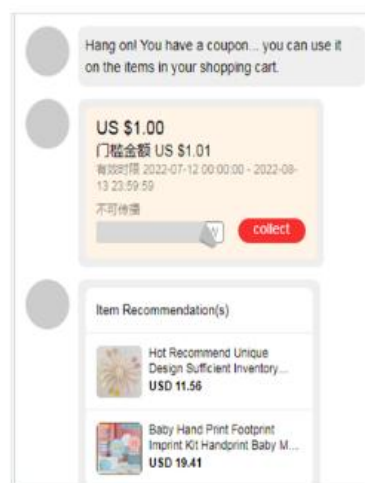 Hang on! You have a coupon... you can use it
on the items in your shopping cart.
US $1.00
门槛金额 US $1.01
有效时限 2022-07-12 00:00:00 - 2022-08-
13 23:59:59
不可传播
collect
Item Recommendation(s)
Hot Recommend Unique
Design Sufficient Inventory...
USD 11.56
Baby Hand Print Footprint
Imprint Kit Handprint Baby M...
USD 19.41